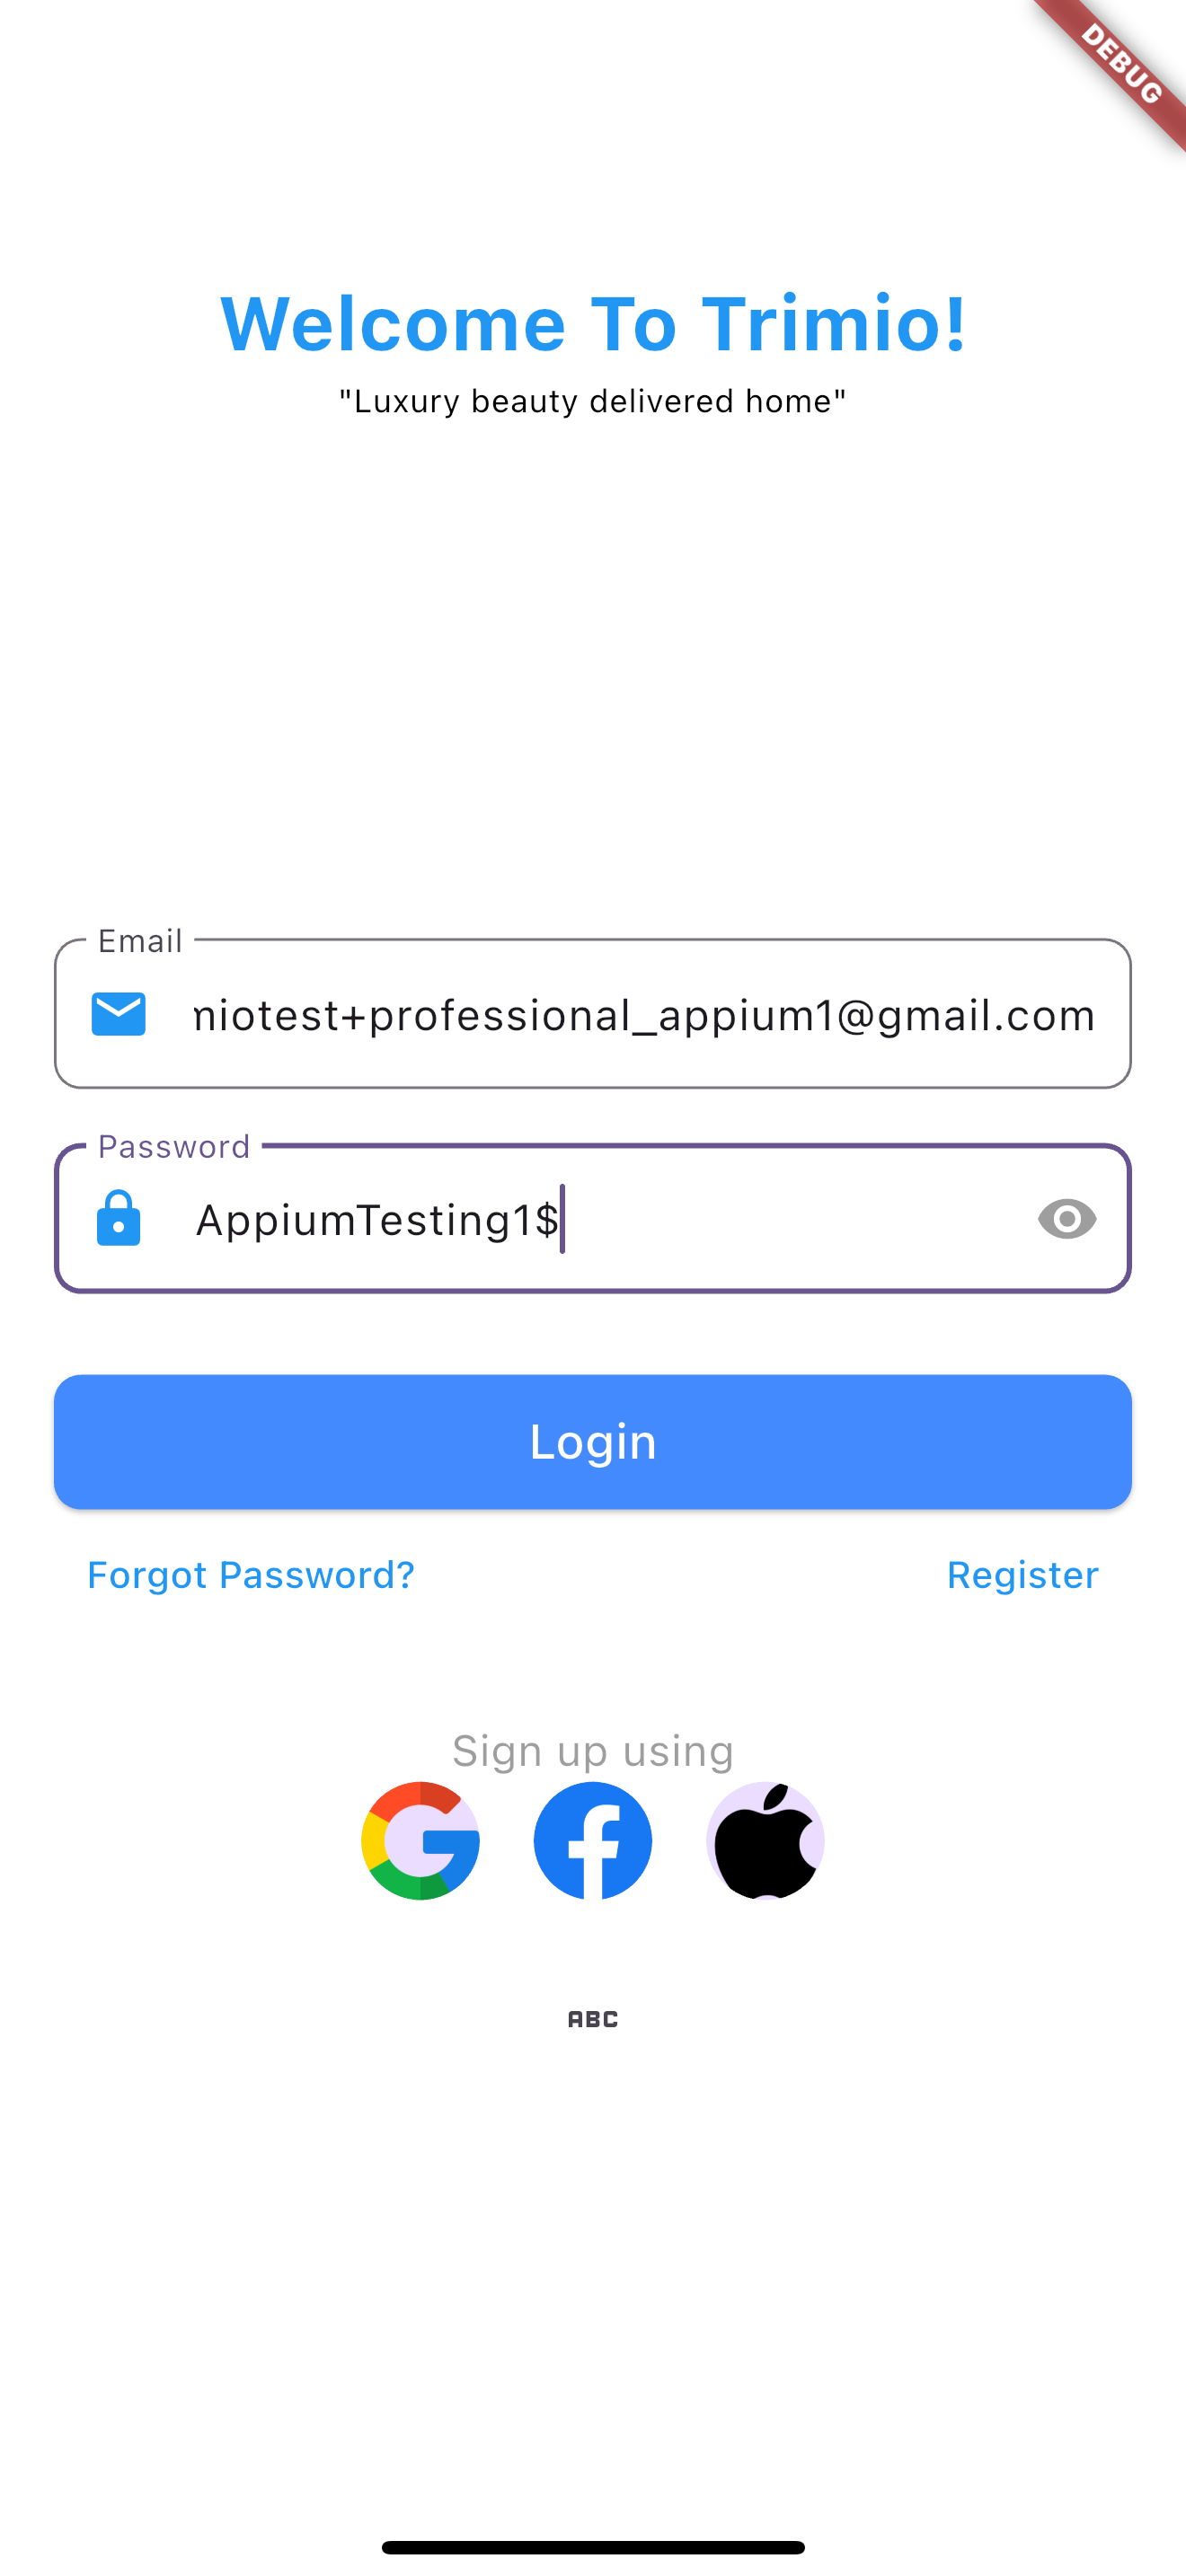 DEBUG
Welcome To Trimio!
"Luxury beauty delivered home"
Email
niotest+professional_appium1@gmail.com
Password
AppiumTesting1$
Login
Forgot Password?
Register
Sign up using
ABC